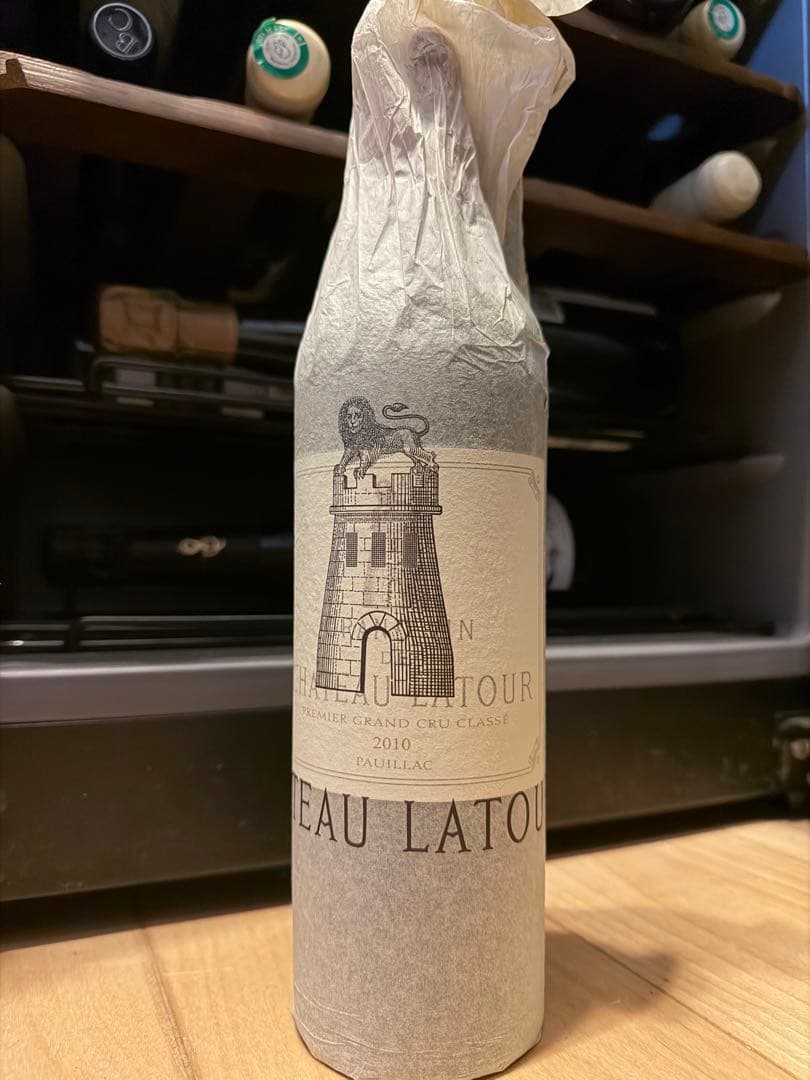 CHATEAU LATOUR
PREMIER GRAND CRU CLASSÉ
2010
PAUILLAC
TEAU LATOU